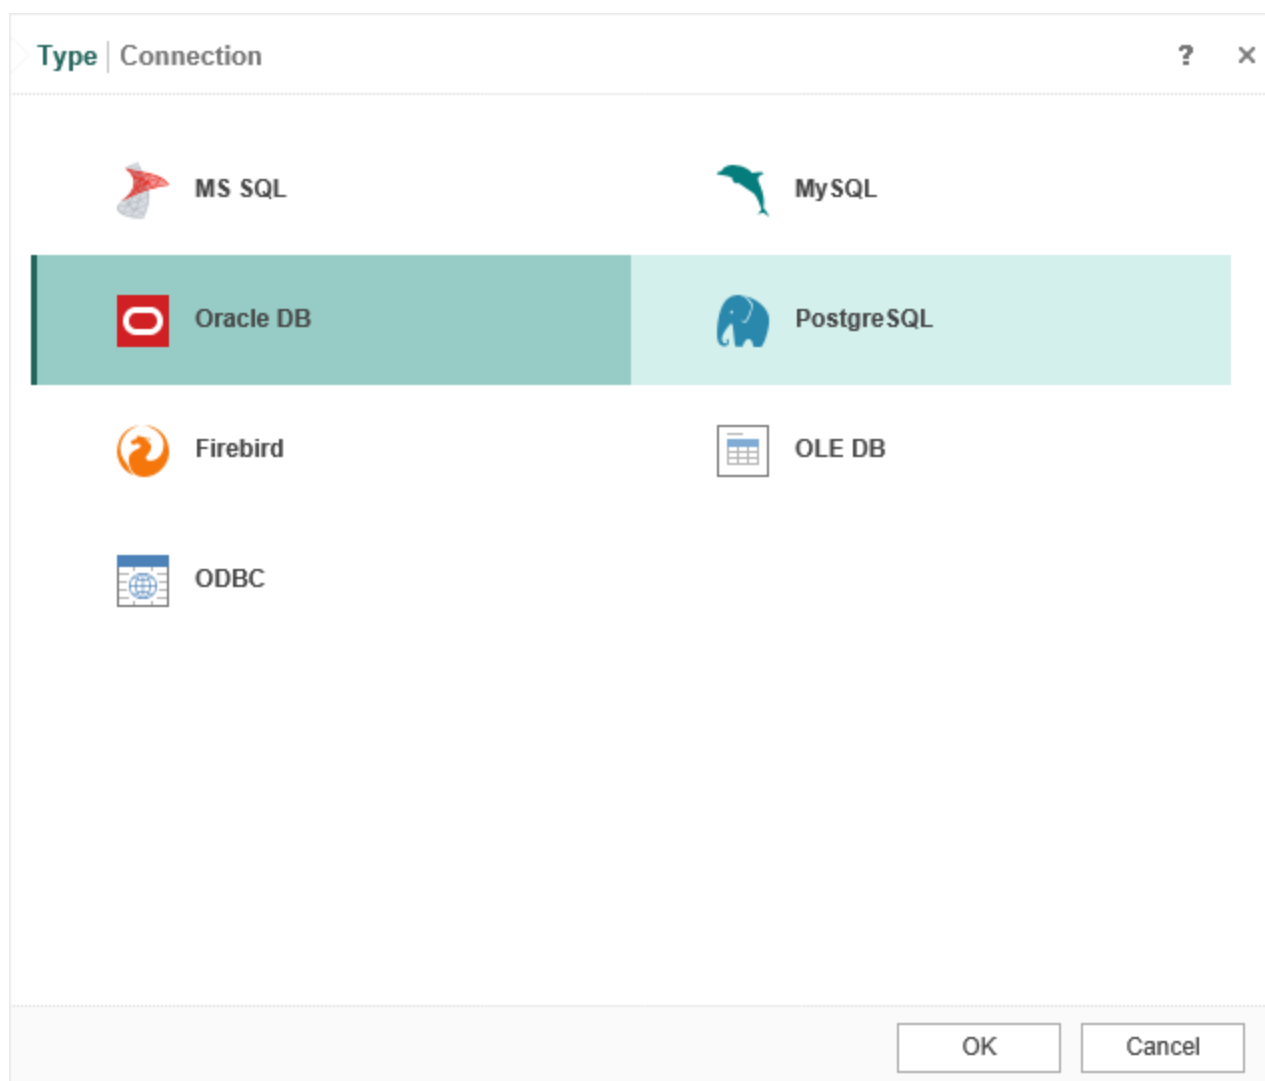 Type Connection ? ×
MS SQL
MySQL
Oracle DB
PostgreSQL
Firebird
OLE DB
ODBC
OK
Cancel